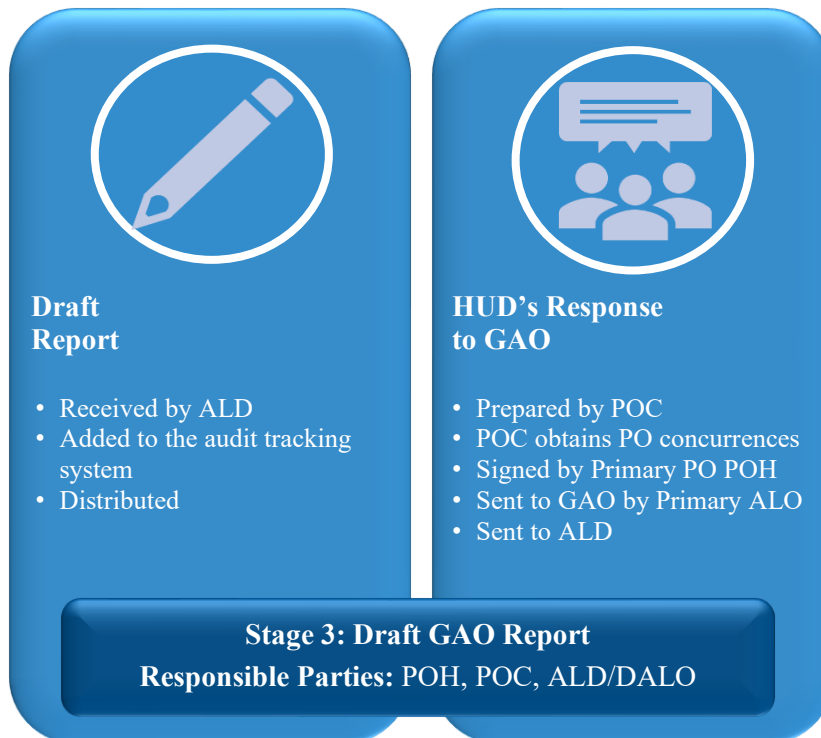 Draft
Report
• Received by ALD
• Added to the audit tracking
system
• Distributed
HUD’s Response
to GAO
• Prepared by POC
• POC obtains PO concurrences
• Signed by Primary PO POH
• Sent to GAO by Primary ALO
• Sent to ALD
Stage 3: Draft GAO Report
Responsible Parties: POH, POC, ALD/DALO